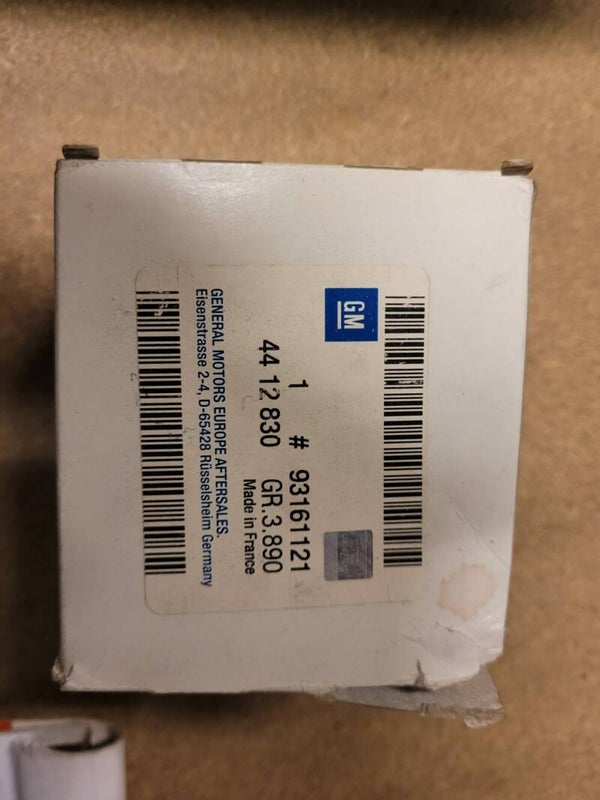 GM
1 # 93161121
44 12 830 GR.3.890
Made in France
GENERAL MOTORS EUROPE AFTERSALES.
Eisenstrasse 2-4, D-65428 Rüsselsheim Germany